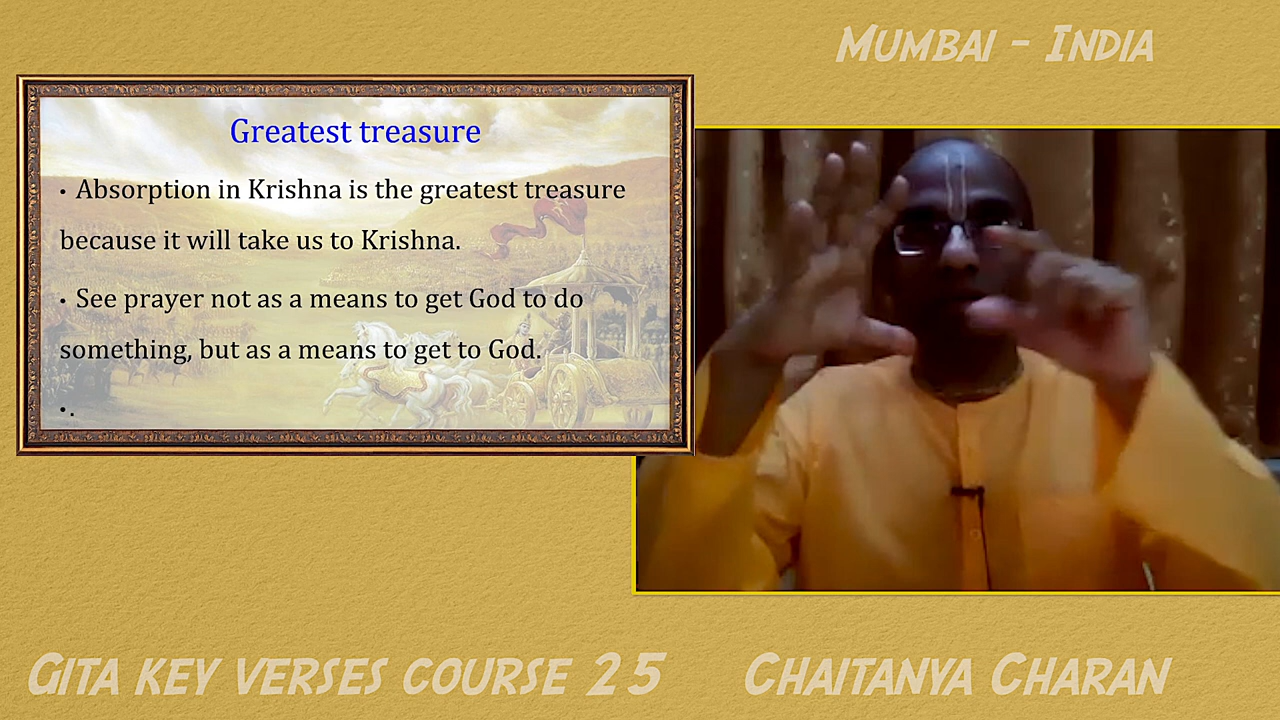 Mumbai - India
Greatest treasure
• Absorption in Krishna is the greatest treasure
because it will take us to Krishna.
• See prayer not as a means to get God to do
something, but as a means to get to God.
•.
Gita key verses course 25
Chaitanya Charan